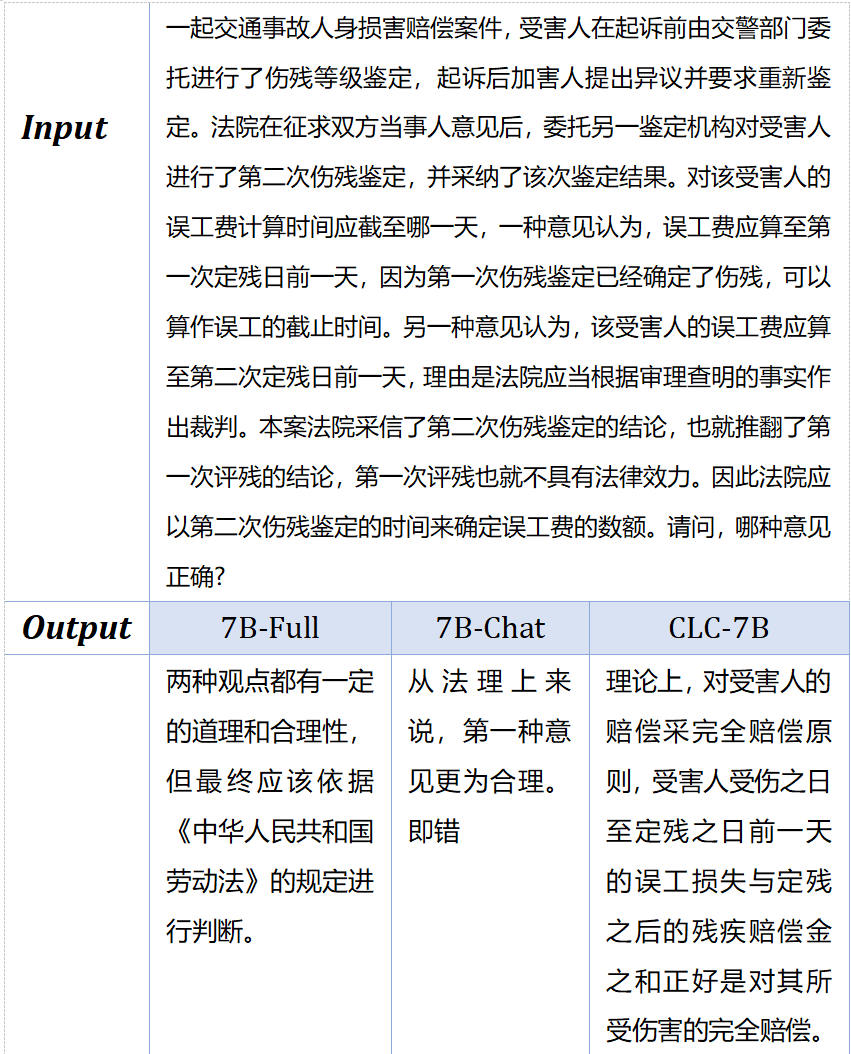 Input
一起交通事故人身损害赔偿案件，受害人在起诉前由交警部门委
托进行了伤残等级鉴定，起诉后加害人提出异议并要求重新鉴
定。法院在征求双方当事人意见后，委托另一鉴定机构对受害人
进行了第二次伤残鉴定，并采纳了该次鉴定结果。对该受害人的
误工费计算时间应截至哪一天，一种意见认为，误工费应算至第
一次定残日前一天，因为第一次伤残鉴定已经确定了伤残，可以
算作误工的截止时间。另一种意见认为，该受害人的误工费应算
至第二次定残日前一天，理由是法院应当根据审理查明的事实作
出裁判。本案法院采信了第二次伤残鉴定的结论，也就推翻了第
一次评残的结论，第一次评残也就不具有法律效力。因此法院应
以第二次伤残鉴定的时间来确定误工费的数额。请问，哪种意见
正确?
Output
7B-Full
7B-Chat
CLC-7B
两种观点都有一定
的道理和合理性，
但最终应该依据
《中华人民共和国
劳动法》的规定进
行判断。
从法理上来
说，第一种意
见更为合理。
即错
理论上，对受害人的
赔偿采完全赔偿原
则，受害人受伤之日
至定残之日前一天
的误工损失与定残
之后的残疾赔偿金
之和正好是对其所
受伤害的完全赔偿。